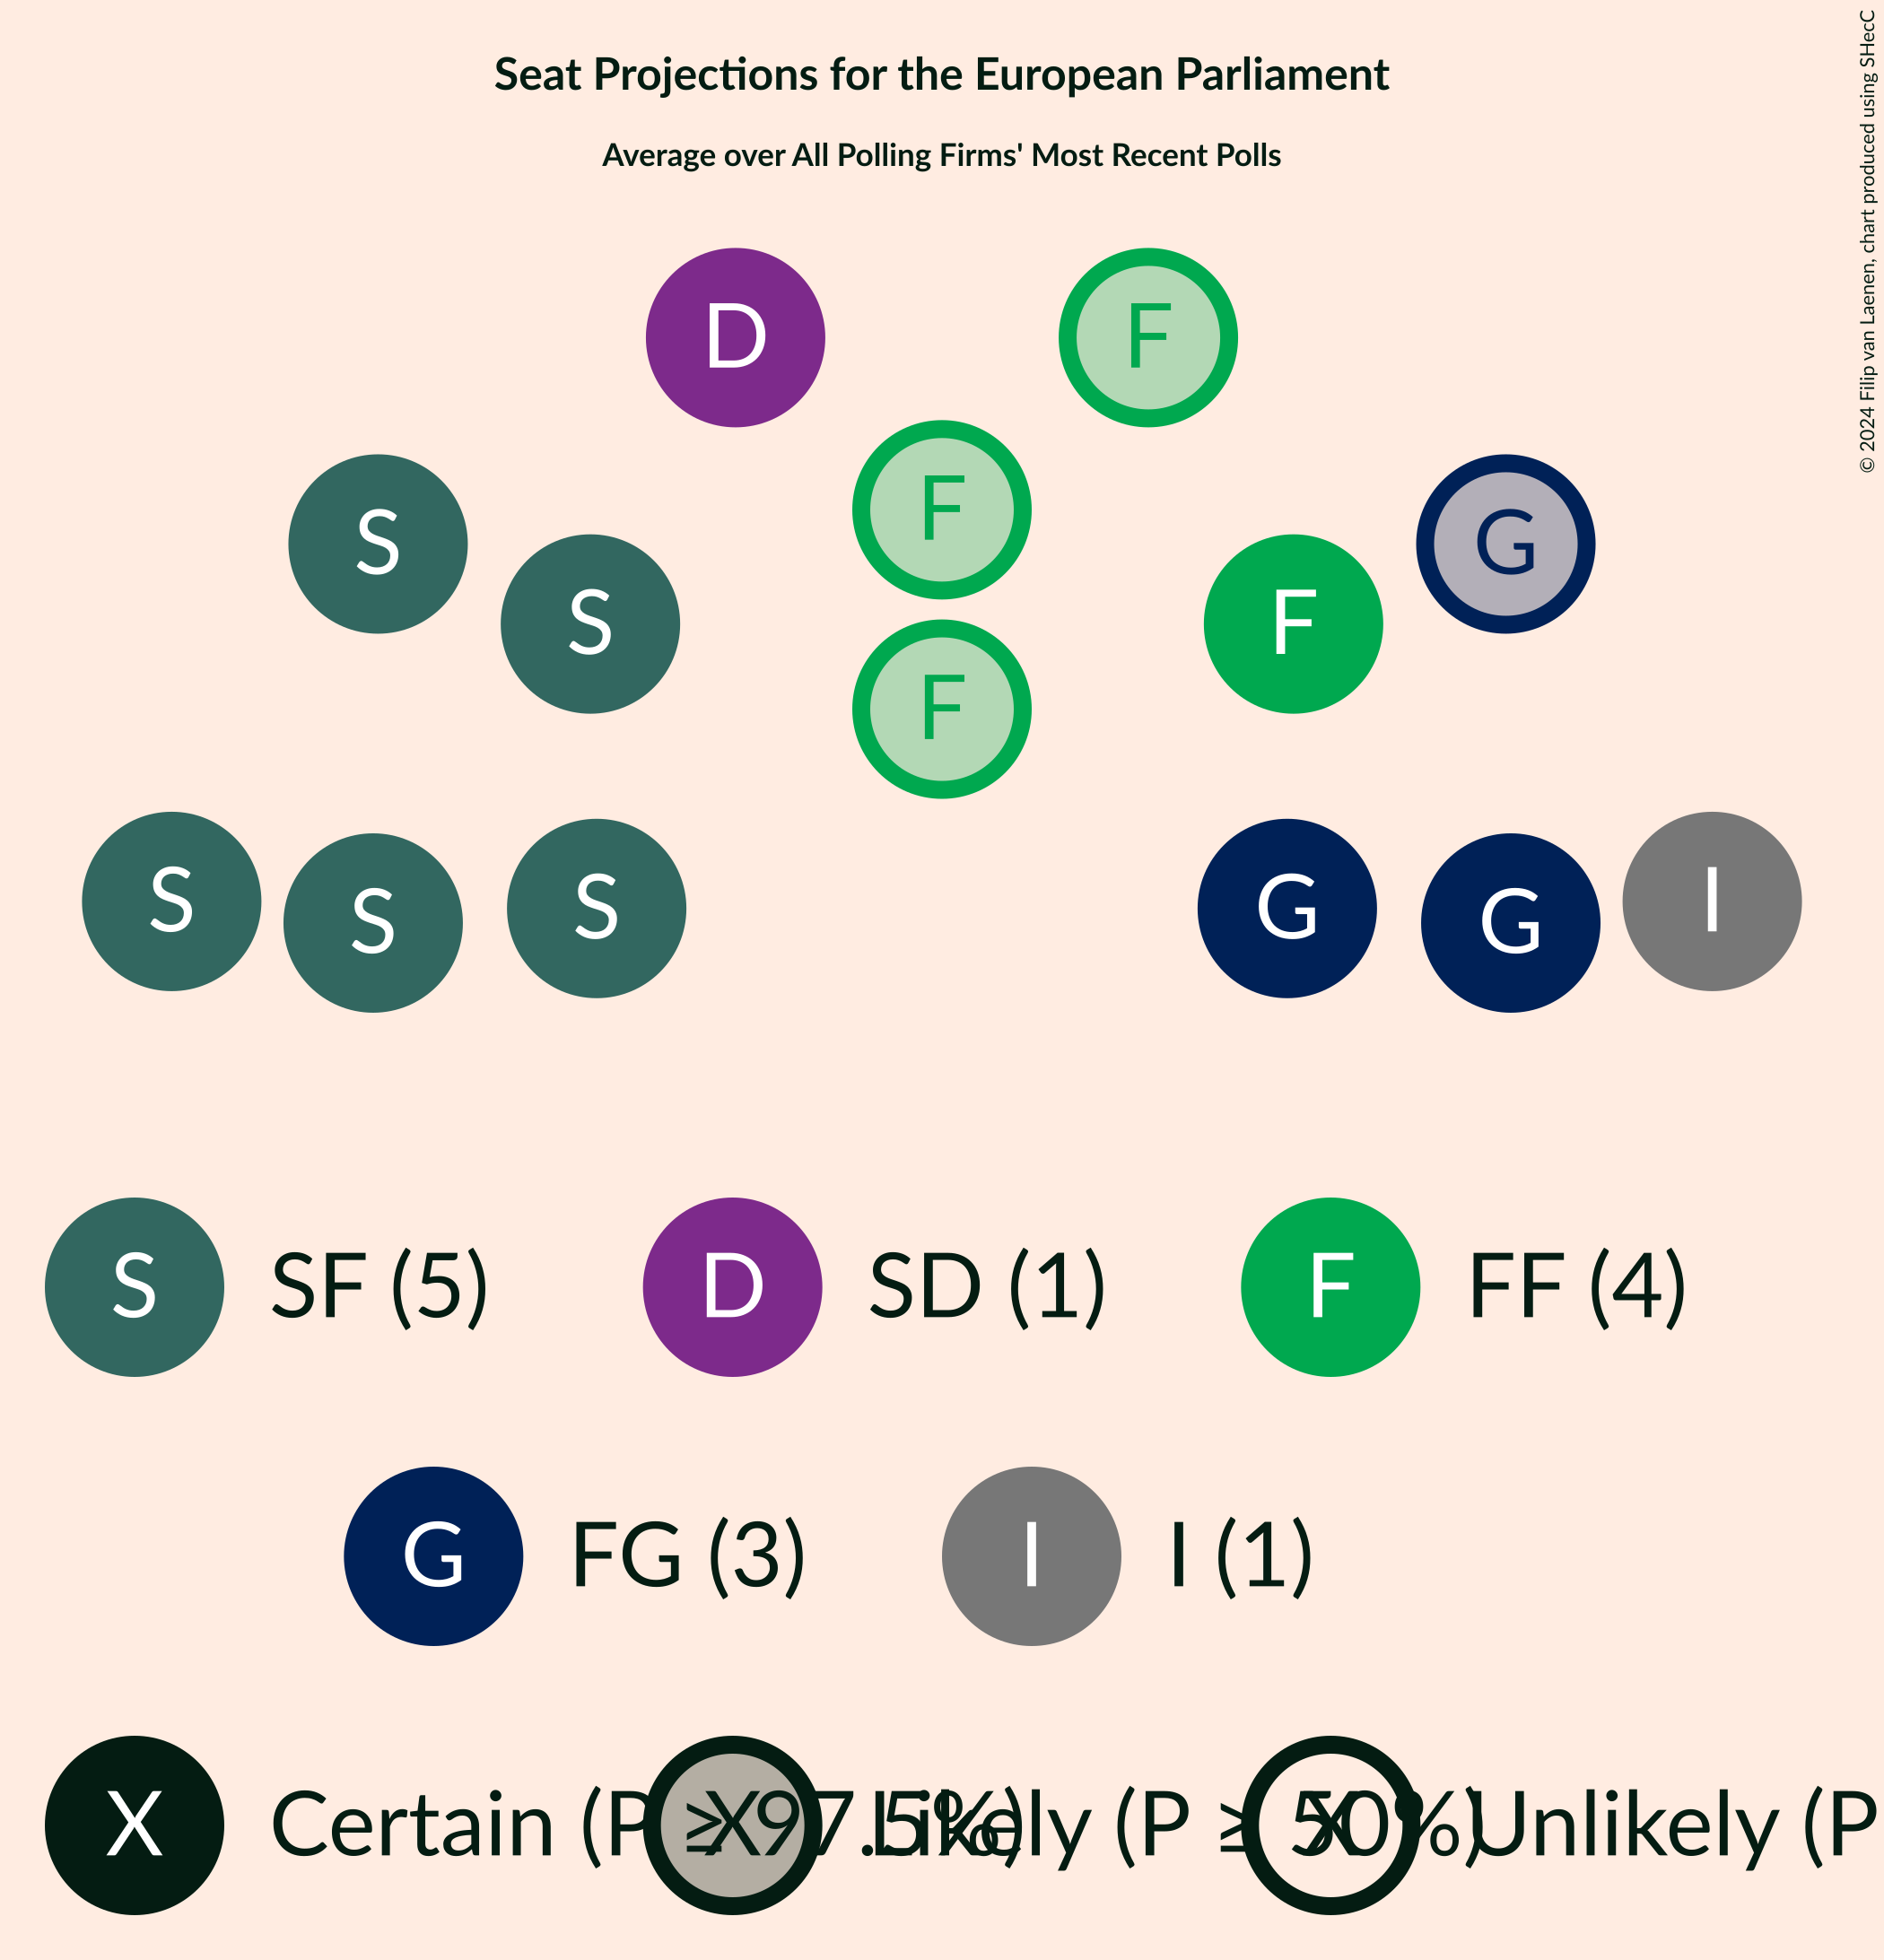 Seat Projections for the European Parliament
Average over All Polling Firms' Most Recent Polls
© 2024 Filip van Laenen, chart produced using SHecC
D F
F
S G
S F
F
S S S G G I
S SF (5) D SD (1) F FF (4)
G FG (3) I I (1)
X Certain (P ≥ 97.5%) X Likely (P ≥ 50%) X Unlikely (P